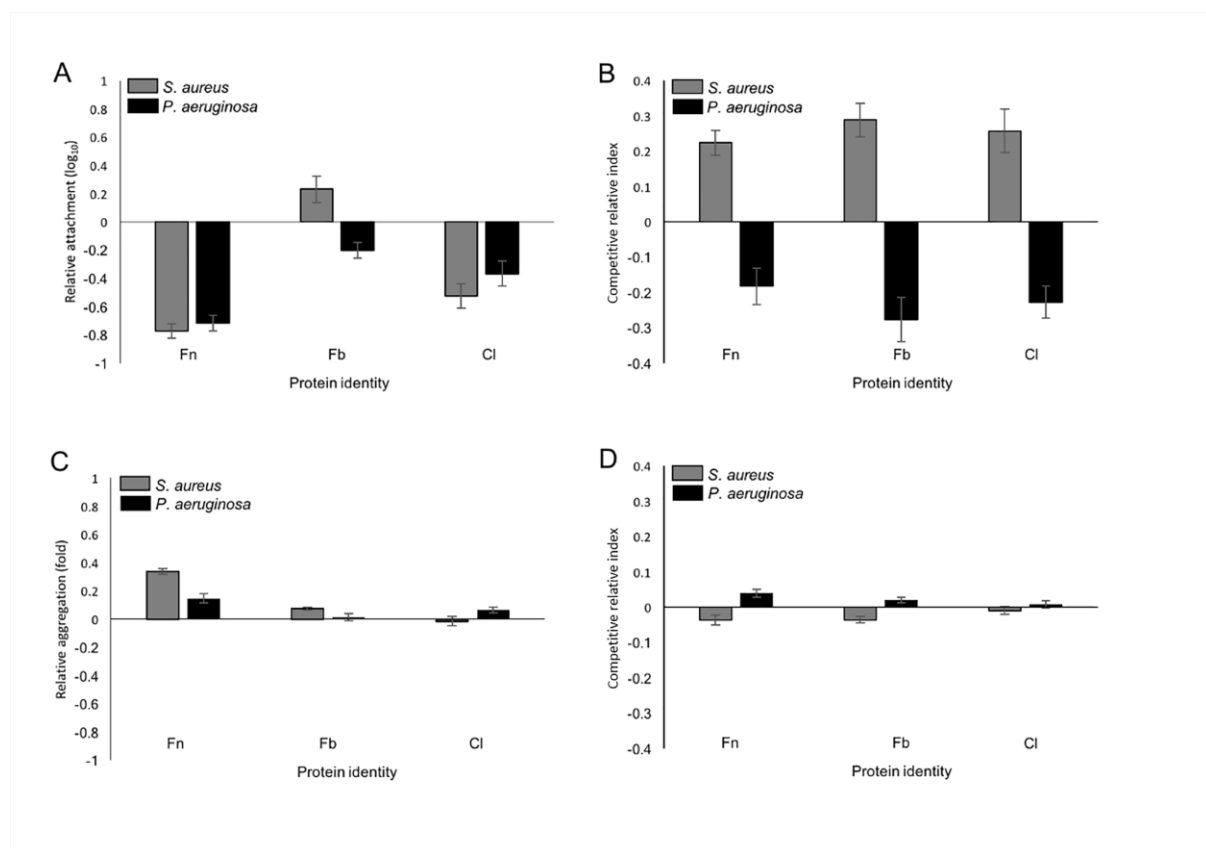 A
Relative attachment (log10)
1
0.8
0.6
0.4
0.2
0
-0.2
-0.4
-0.6
-0.8
-1
S. aureus
P. aeruginosa
Fn Fb Cl
Protein identity
B
Competitive relative index
0.4
0.3
0.2
0.1
0
-0.1
-0.2
-0.3
-0.4
S. aureus
P. aeruginosa
Fn Fb Cl
Protein identity
C
Relative aggregation (fold)
1
0.8
0.6
0.4
0.2
0
-0.2
-0.4
-0.6
-0.8
-1
S. aureus
P. aeruginosa
Fn Fb Cl
Protein identity
D
Competitive relative index
0.4
0.3
0.2
0.1
0
-0.1
-0.2
-0.3
-0.4
S. aureus
P. aeruginosa
Fn Fb Cl
Protein identity